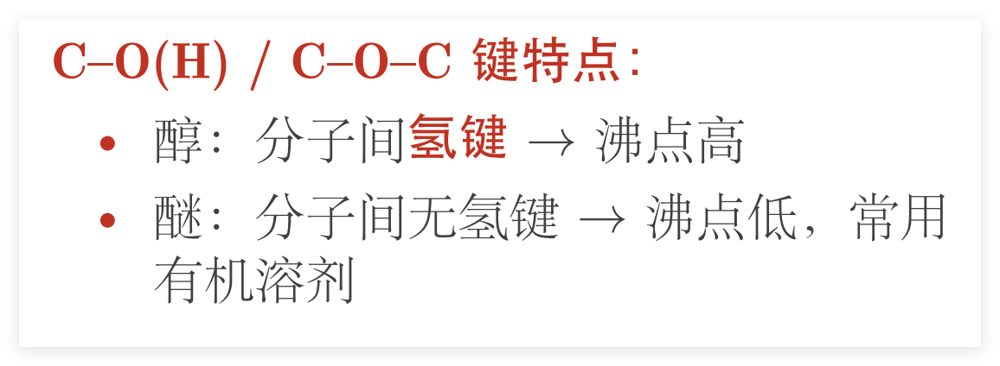 C–O(H) / C–O–C 键特点：
• 醇：分子间氢键 → 沸点高
• 醚：分子间无氢键 → 沸点低，常用
有机溶剂